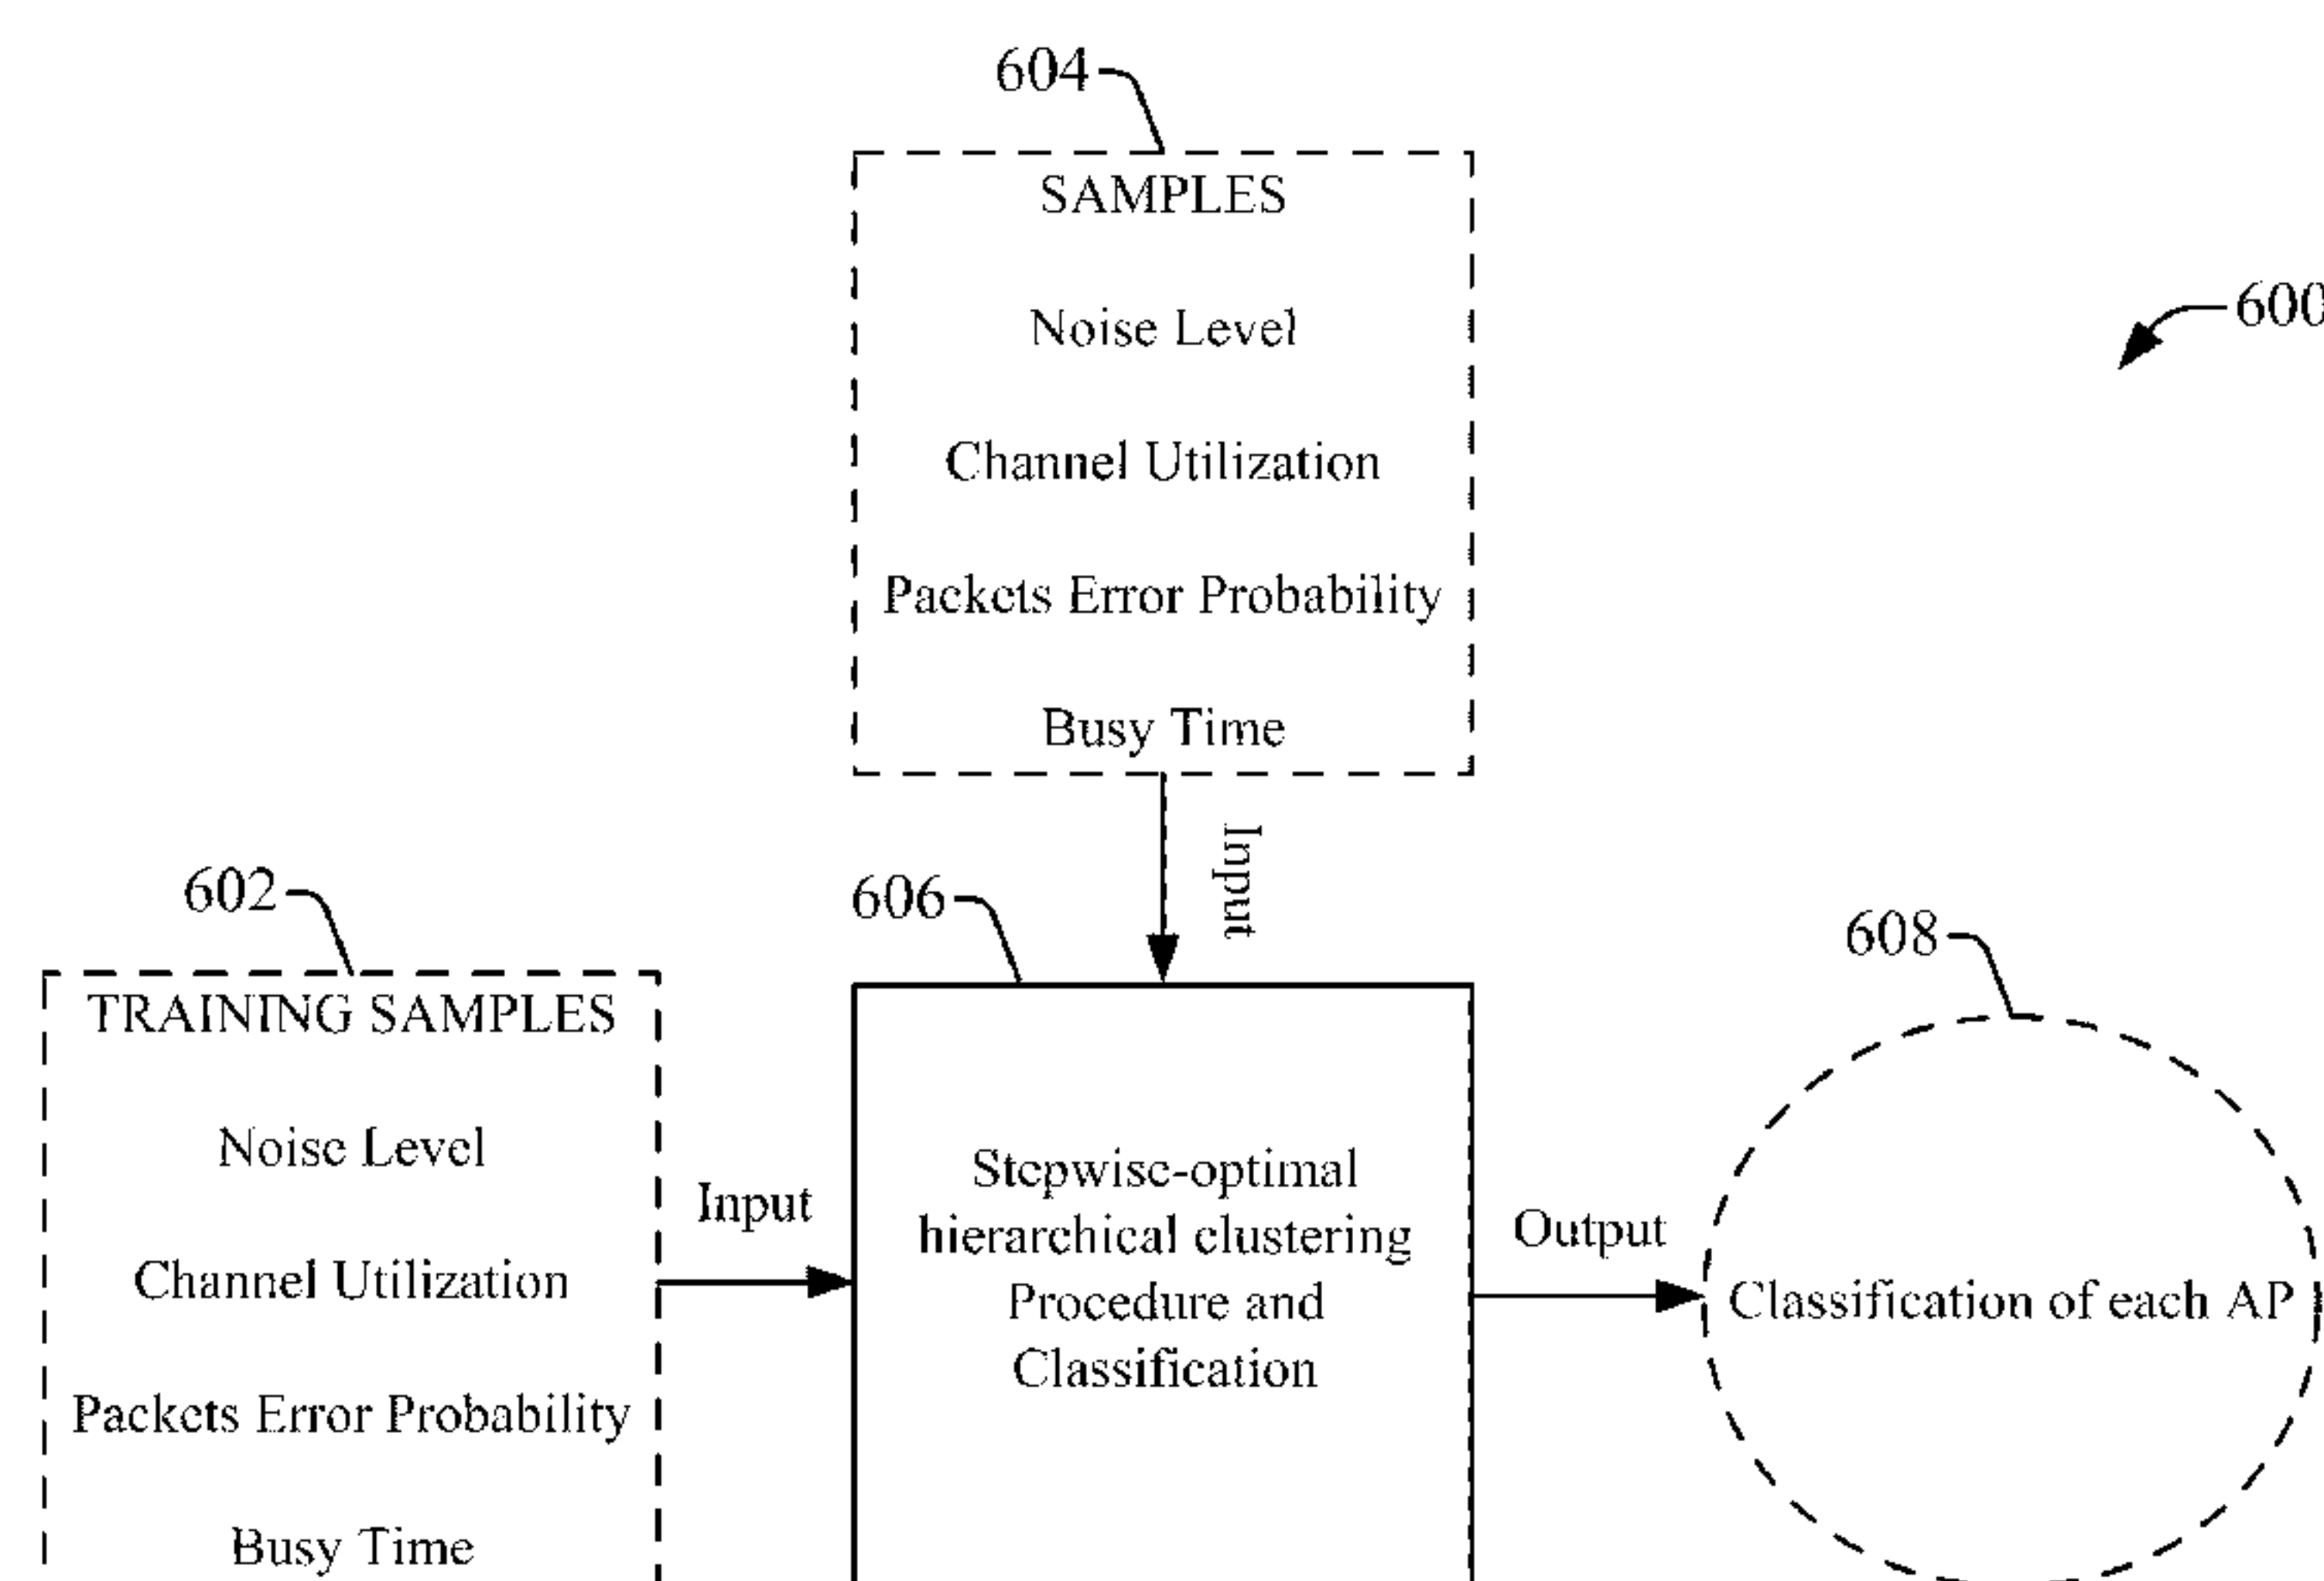 604
SAMPLES
Noise Level
Channel Utilization
Packets Error Probability
Busy Time
600
Input
602
TRAINING SAMPLES
Noise Level
Channel Utilization
Packets Error Probability
Busy Time
Input
606
Stepwise-optimal
hierarchical clustering
Procedure and
Classification
Output
608
Classification of each AP